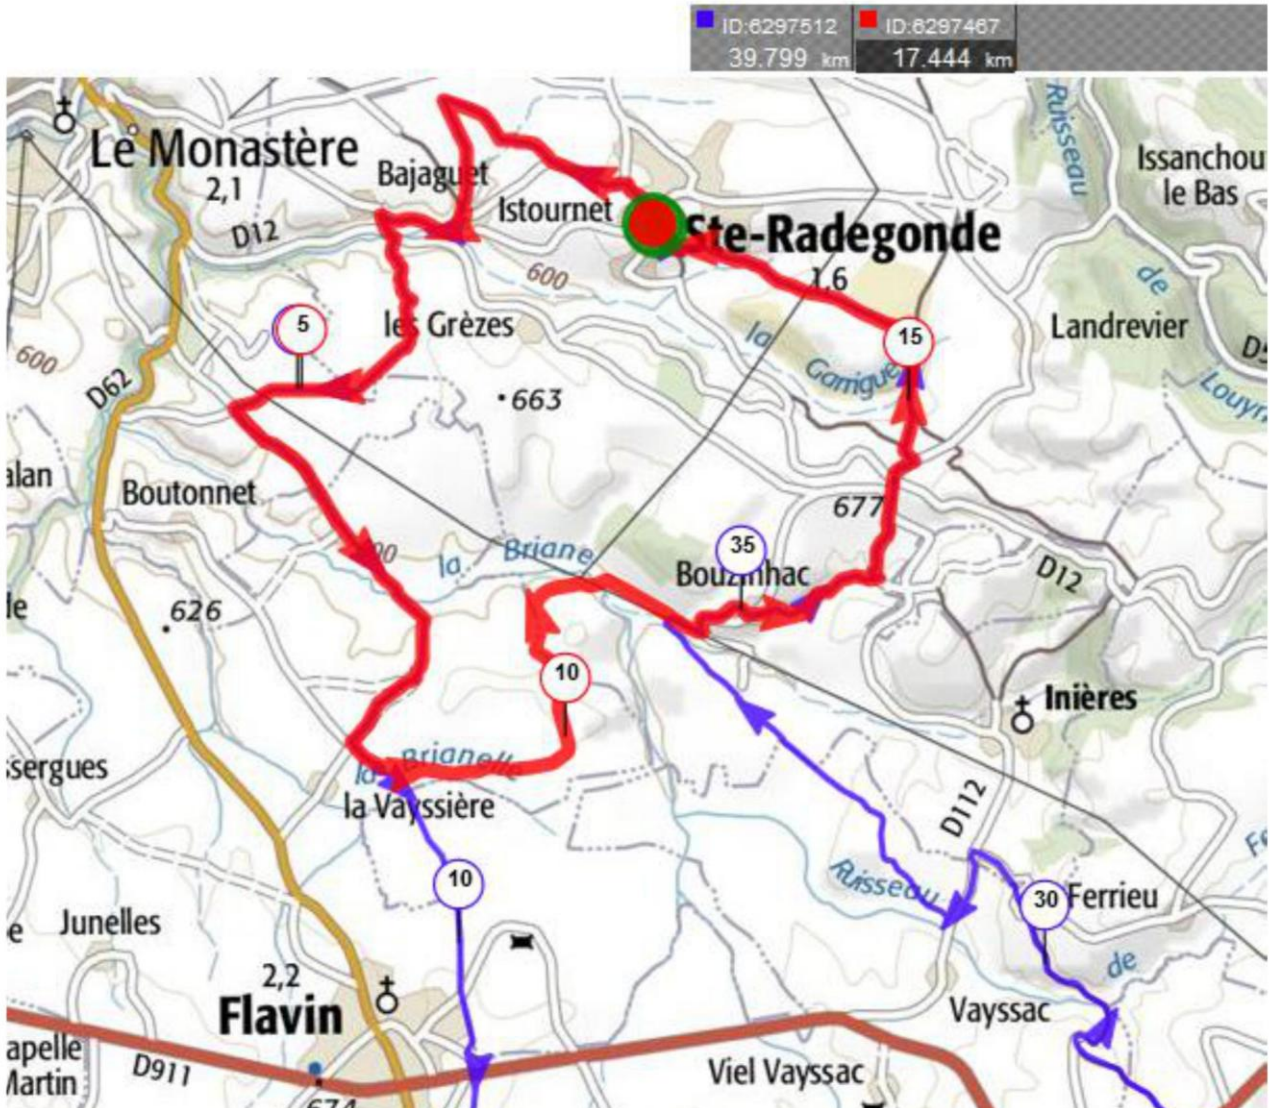 ID:6297512
ID:6297467
39.799 km
17.444 km
Ruisseau
Le Monastère
2,1
Bajaguet
Issanchou
le Bas
Istournet
Ste-Radegonde
D12
600
1,6
de
5
les Grèzes
la
15
Landrevier
600
D62
Garrigue
663
Louyr
alan
Boutonnet
677
35
la Briane
Bouzinhac
D12
626
10
Inières
la Brianelle
ssergues
la Vayssière
D112
10
Ruisseau
30
Ferrieu
Junelles
de
2,2
Flavin
Vayssac
apelle
Martin
D911
Viel Vayssac
674